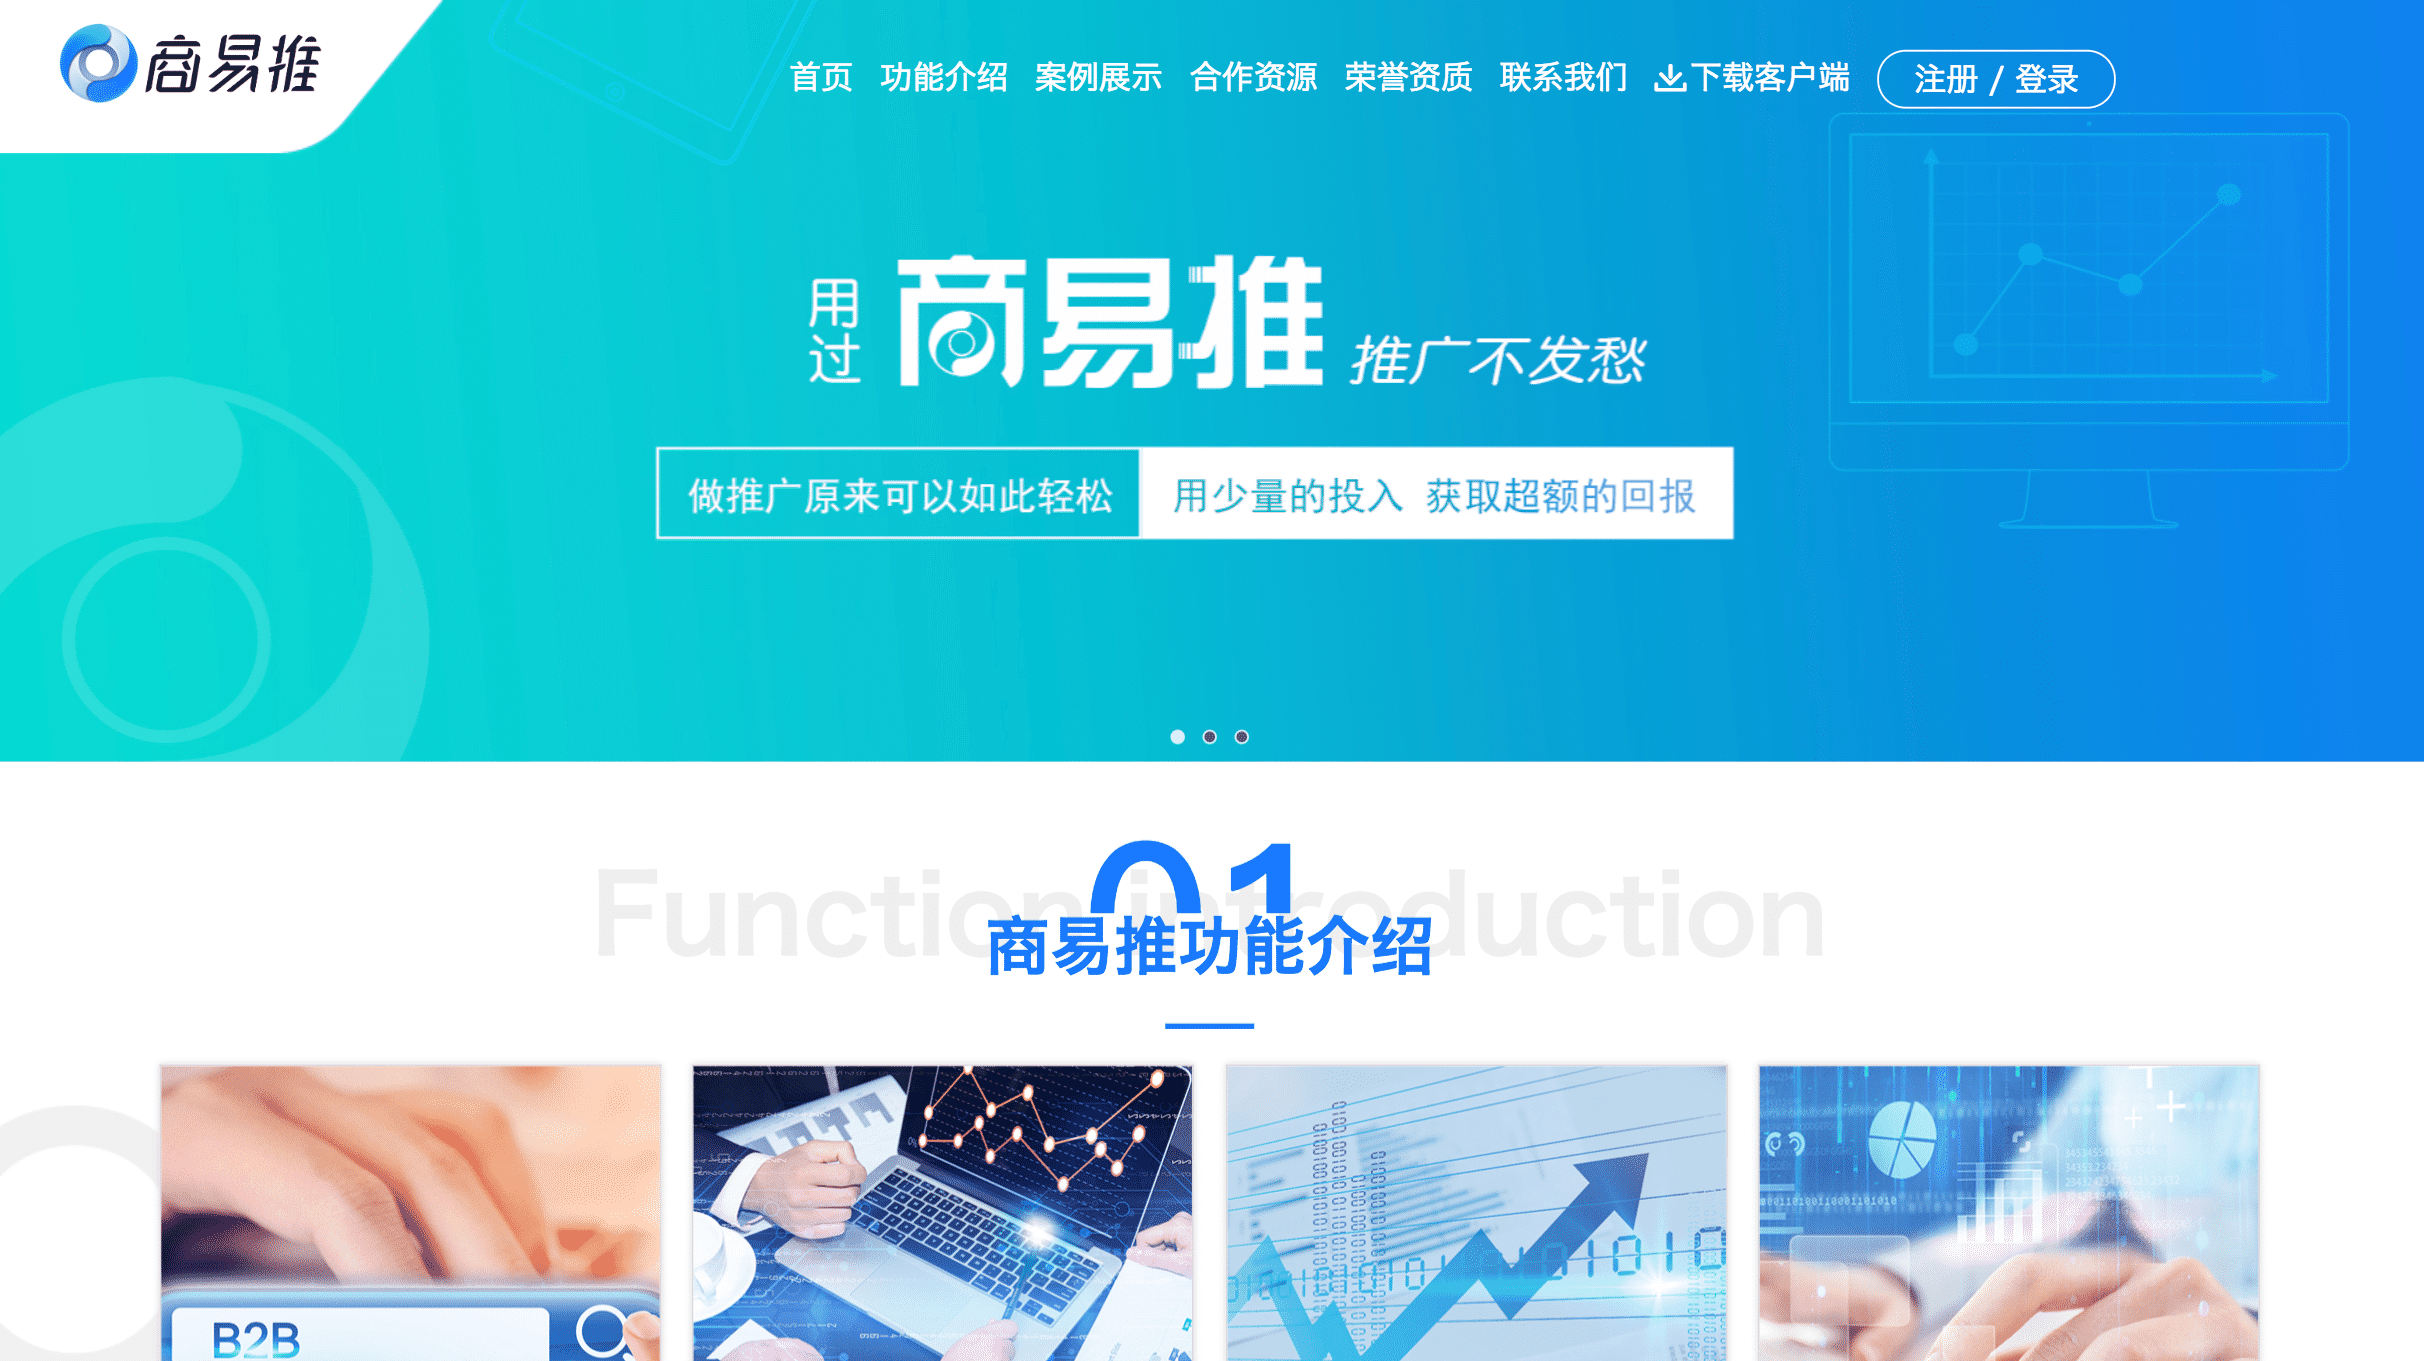 商易推
首页 功能介绍 案例展示 合作资源 荣誉资质 联系我们 下载客户端 注册 / 登录
用过 商易推 推广不发愁
做推广原来可以如此轻松 用少量的投入 获取超额的回报
01
Function introduction
商易推功能介绍
B2B